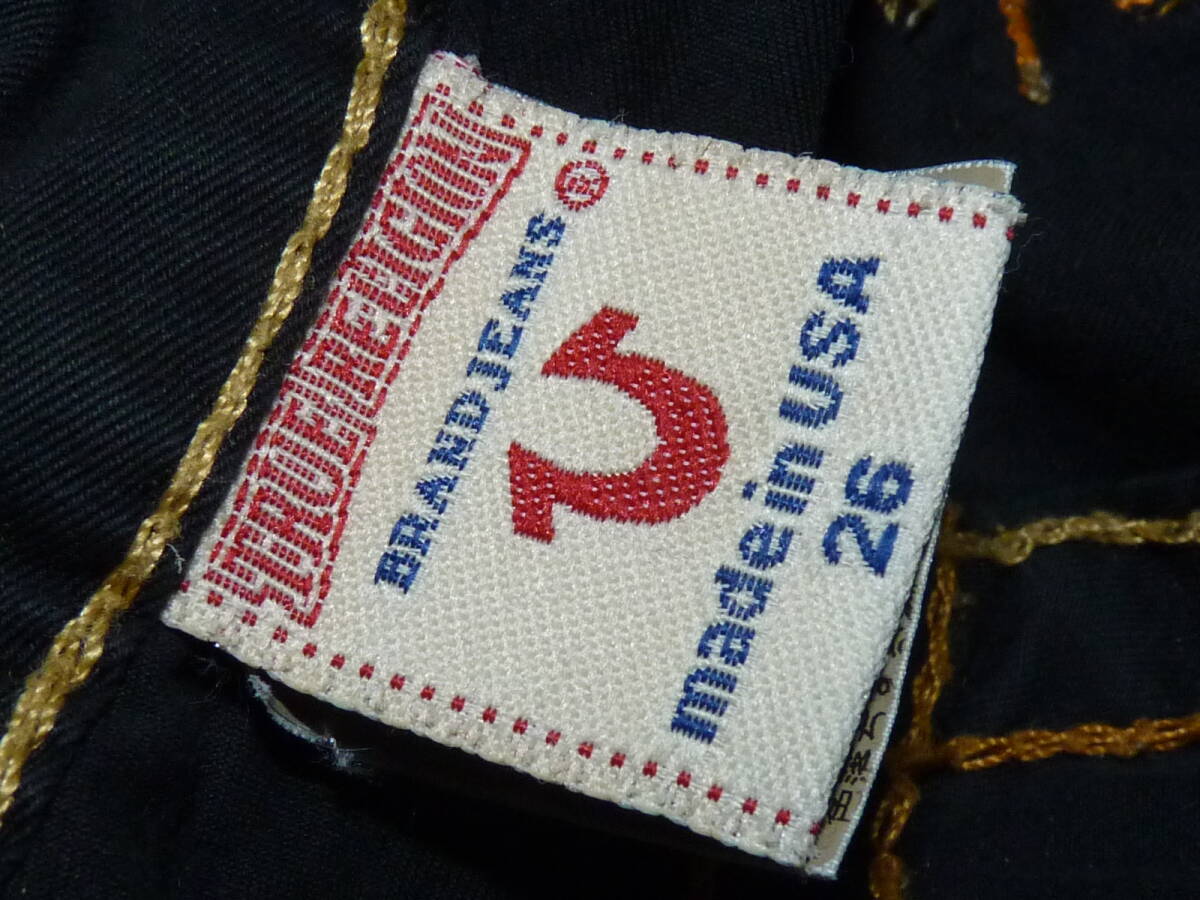 TRUE RELIGION
BRAND JEANS ®
made in USA
26